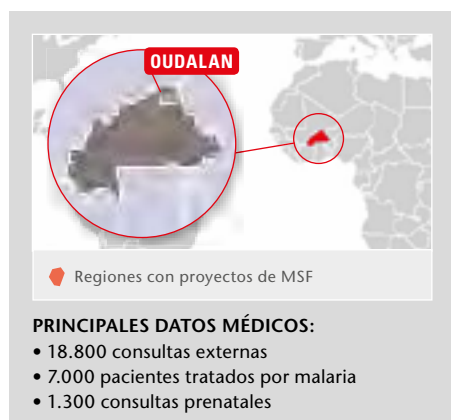 OUDALAN
Regiones con proyectos de MSF
PRINCIPALES DATOS MÉDICOS:
• 18.800 consultas externas
• 7.000 pacientes tratados por malaria
• 1.300 consultas prenatales